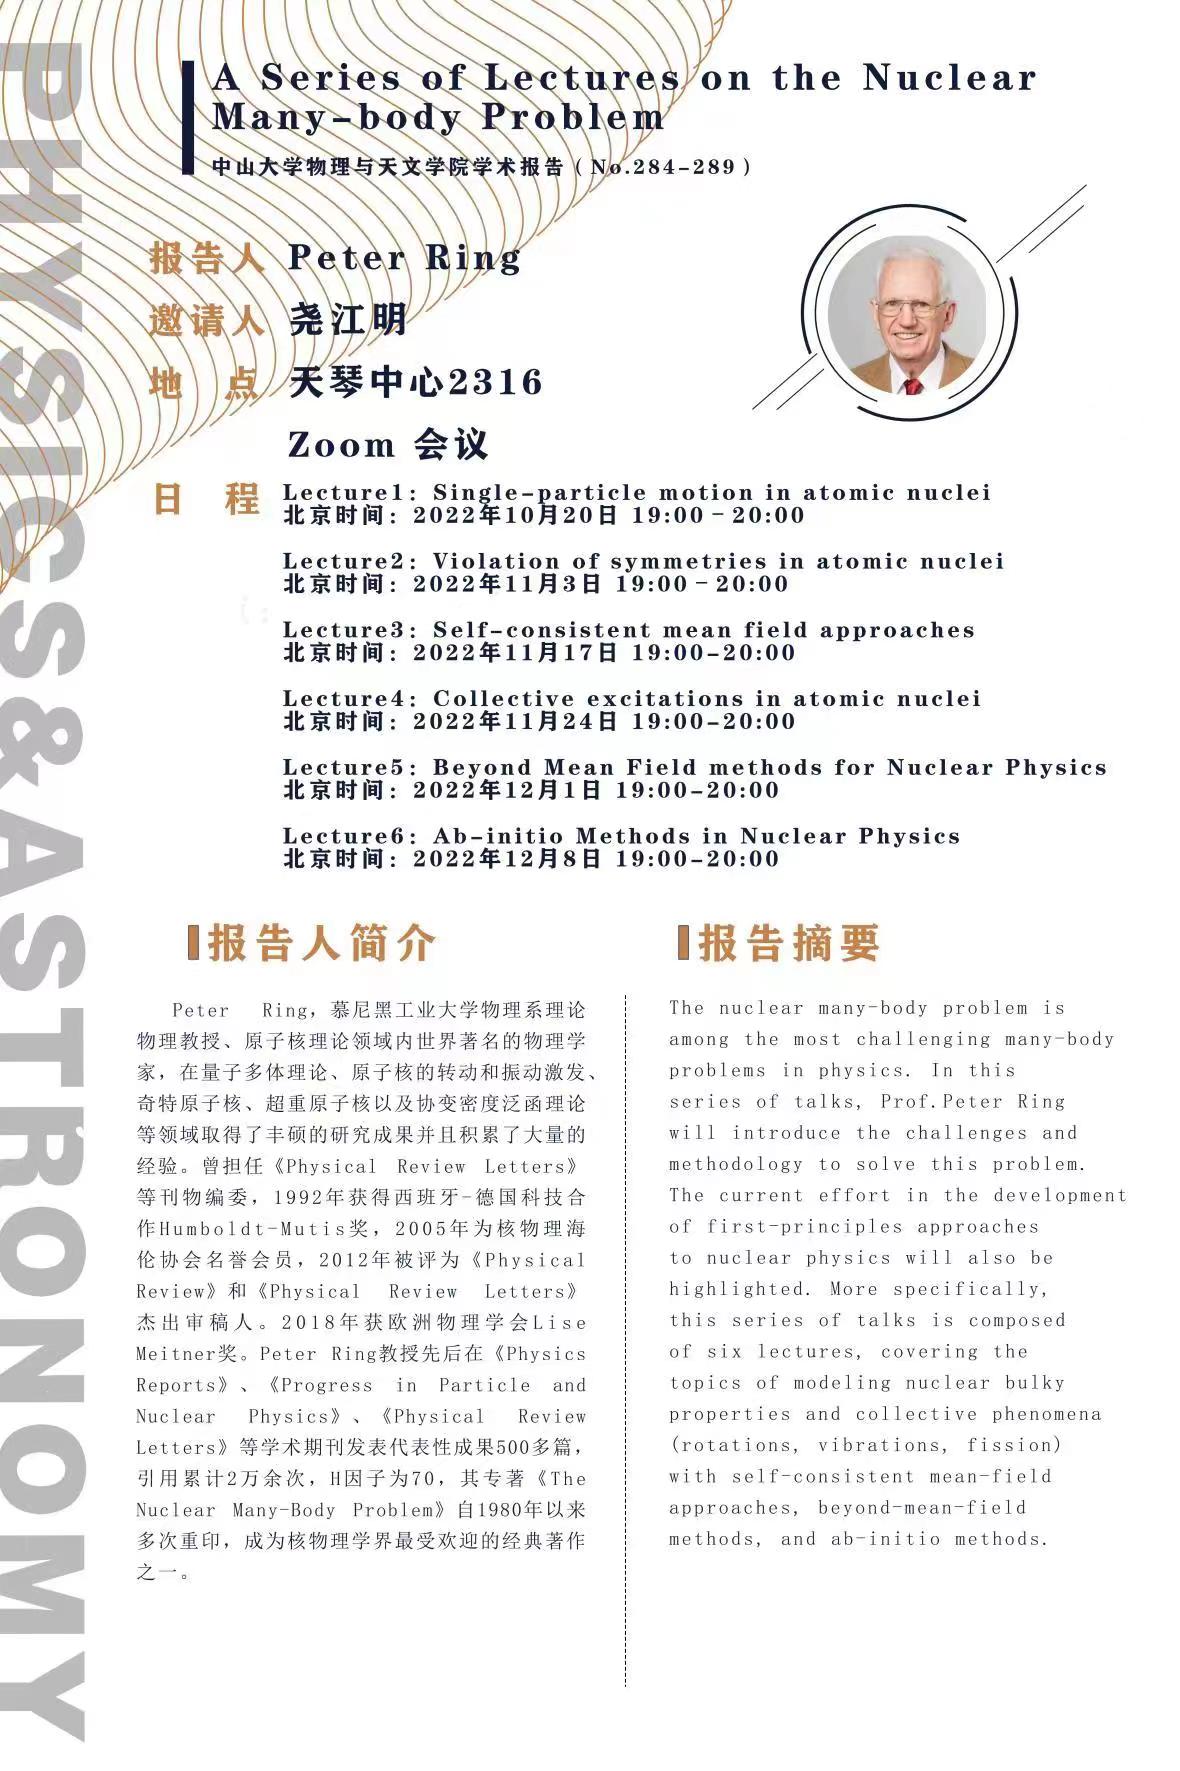 PHYSICS&ASTRONOMY
A Series of Lectures on the Nuclear
Many-body Problem
中山大学物理与天文学院学术报告（No.284-289）
报告人 Peter Ring
邀请人 尧江明
地 点 天琴中心2316
Zoom 会议
日 程 Lecture1: Single-particle motion in atomic nuclei
北京时间: 2022年10月20日 19:00-20:00
Lecture2: Violation of symmetries in atomic nuclei
北京时间: 2022年11月3日 19:00-20:00
Lecture3: Self-consistent mean field approaches
北京时间: 2022年11月17日 19:00-20:00
Lecture4: Collective excitations in atomic nuclei
北京时间: 2022年11月24日 19:00-20:00
Lecture5: Beyond Mean Field methods for Nuclear Physics
北京时间: 2022年12月1日 19:00-20:00
Lecture6: Ab-initio Methods in Nuclear Physics
北京时间: 2022年12月8日 19:00-20:00
报告人简介
Peter Ring，慕尼黑工业大学物理系理论
物理教授、原子核理论领域内世界著名的物理学
家，在量子多体理论、原子核的转动和振动激发、
奇特原子核、超重原子核以及协变密度泛函理论
等领域取得了丰硕的研究成果并且积累了大量的
经验。曾担任《Physical Review Letters》
等刊物编委，1992年获得西班牙-德国科技合
作Humboldt-Mutis奖，2005年为核物理海
伦协会名誉会员，2012年被评为《Physical
Review》和《Physical Review Letters》
杰出审稿人。2018年获欧洲物理学会Lise
Meitner奖。Peter Ring教授先后在《Physics
Reports》、《Progress in Particle and
Nuclear Physics》、《Physical Review
Letters》等学术期刊发表代表性成果500多篇，
引用累计2万余次，H因子为70，其专著《The
Nuclear Many-Body Problem》自1980年以来
多次重印，成为核物理学界最受欢迎的经典著作
之一。
报告摘要
The nuclear many-body problem is
among the most challenging many-body
problems in physics. In this
series of talks, Prof.Peter Ring
will introduce the challenges and
methodology to solve this problem.
The current effort in the development
of first-principles approaches
to nuclear physics will also be
highlighted. More specifically,
this series of talks is composed
of six lectures, covering the
topics of modeling nuclear bulky
properties and collective phenomena
(rotations, vibrations, fission)
with self-consistent mean-field
approaches, beyond-mean-field
methods, and ab-initio methods.